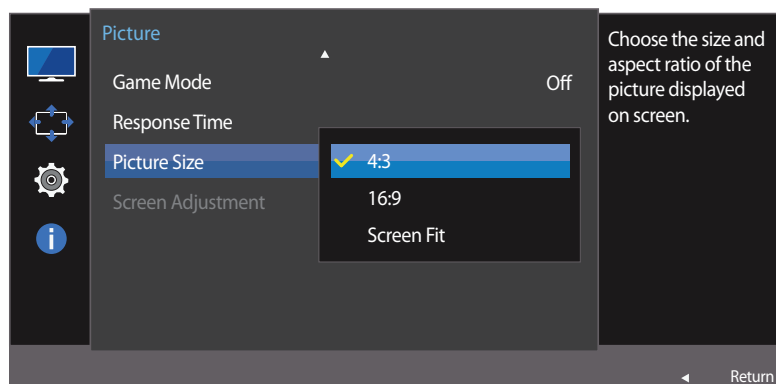 Picture
Game Mode Off
Response Time
Picture Size
4:3
16:9
Screen Fit
Screen Adjustment
Choose the size and
aspect ratio of the
picture displayed
on screen.
Return